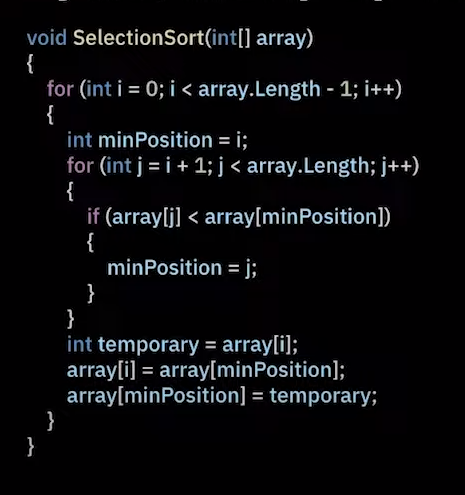 void SelectionSort(int[] array)
{
for (int i = 0; i < array.Length - 1; i++)
{
int minPosition = i;
for (int j = i + 1; j < array.Length; j++)
{
if (array[j] < array[minPosition])
{
minPosition = j;
}
}
int temporary = array[i];
array[i] = array[minPosition];
array[minPosition] = temporary;
}
}